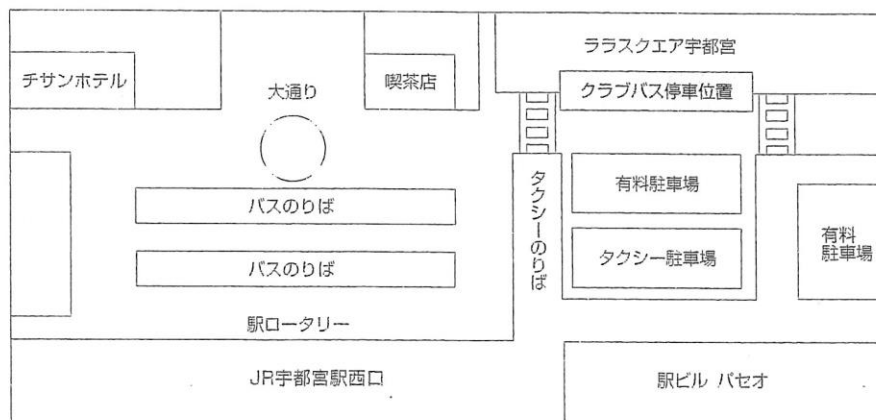 ララスクエア宇都宮
チサンホテル
喫茶店
大通り
クラブバス停車位置
バスのりば
タクシーのりば
有料駐車場
有料
駐車場
バスのりば
タクシー駐車場
駅ロータリー
JR宇都宮駅西口
駅ビル パセオ